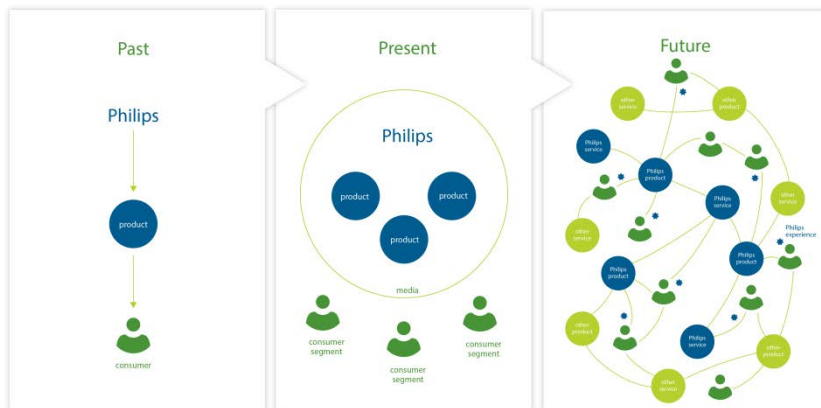 Past
Philips
product
consumer
Present
Philips
product
product
product
media
consumer
segment
consumer
segment
consumer
segment
Future
other
service
other
product
Philips
service
Philips
product
Philips
service
other
service
other
service
Philips
experience
Philips
product
Philips
product
other
product
Philips
service
other
product
other
service